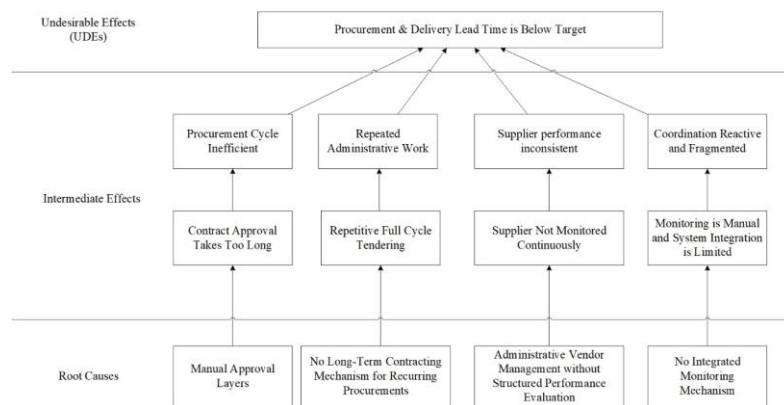 Undesirable Effects
(UDEs)
Procurement & Delivery Lead Time is Below Target
Intermediate Effects
Procurement Cycle
Inefficient
Repeated
Administrative Work
Supplier performance
inconsistent
Coordination Reactive
and Fragmented
Contract Approval
Takes Too Long
Repetitive Full Cycle
Tendering
Supplier Not Monitored
Continuously
Monitoring is Manual
and System Integration
is Limited
Root Causes
Manual Approval
Layers
No Long-Term Contracting
Mechanism for Recurring
Procurements
Administrative Vendor
Management without
Structured Performance
Evaluation
No Integrated
Monitoring
Mechanism